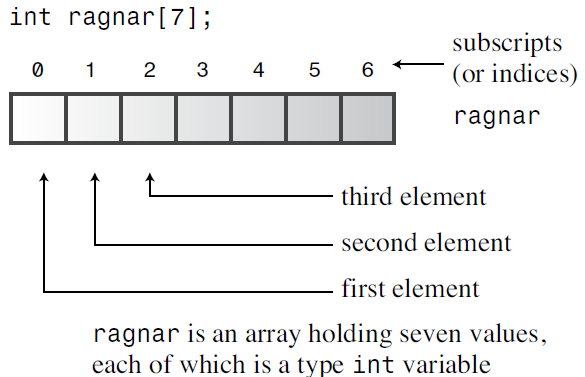 int ragnar[7];
subscripts
0 1 2 3 4 5 6
(or indices)
ragnar
third element
second element
first element
ragnar is an array holding seven values,
each of which is a type int variable